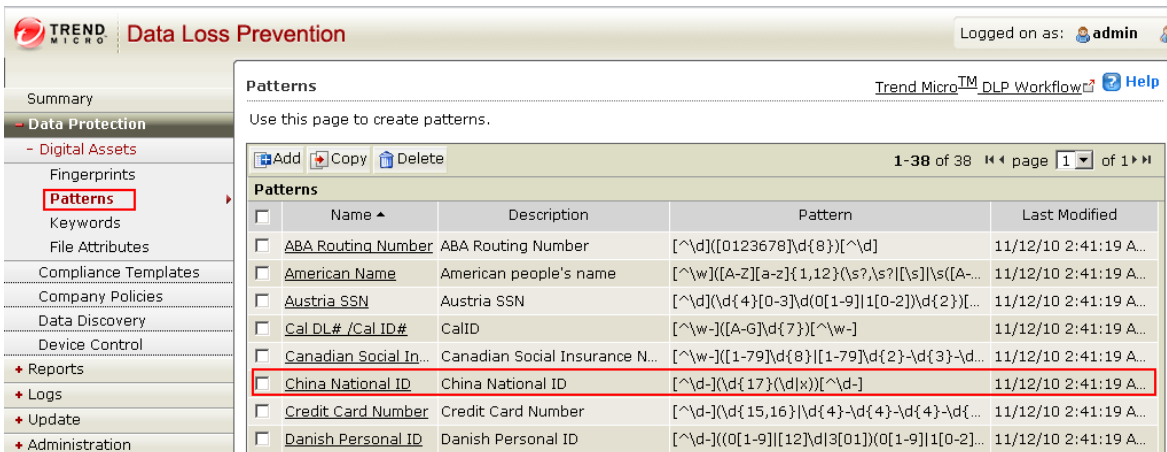 TREND MICRO Data Loss Prevention
Logged on as: admin
Summary
- Data Protection
- Digital Assets
Fingerprints
Patterns
Keywords
File Attributes
Compliance Templates
Company Policies
Data Discovery
Device Control
+ Reports
+ Logs
+ Update
+ Administration
Patterns
Trend Micro™ DLP Workflow Help
Use this page to create patterns.
Add Copy Delete
1-38 of 38 page 1 of 1
Patterns
Name Description Pattern Last Modified
ABA Routing Number ABA Routing Number [^\d]([0123678]\d{8})[^\d] 11/12/10 2:41:19 A...
American Name American people's name [^\w]([A-Z][a-z]{1,12}(\s?,\s?|[\s]|\s([A-... 11/12/10 2:41:19 A...
Austria SSN Austria SSN [^\d](\d{4}[0-3]\d(0[1-9]|1[0-2])\d{2})[... 11/12/10 2:41:19 A...
Cal DL# /Cal ID# CalID [^\w-]([A-G]\d{7})[^\w-] 11/12/10 2:41:19 A...
Canadian Social In... Canadian Social Insurance N... [^\w-]([1-79]\d{8}|[1-79]\d{2}-\d{3}-\d... 11/12/10 2:41:19 A...
China National ID China National ID [^\d-](\d{17}(\d|x))[^\d-] 11/12/10 2:41:19 A...
Credit Card Number Credit Card Number [^\d-](\d{15,16}|\d{4}-\d{4}-\d{4}-\d{... 11/12/10 2:41:19 A...
Danish Personal ID Danish Personal ID [^\d-]((0[1-9]|[12]\d|3[01])(0[1-9]|1[0-2]... 11/12/10 2:41:19 A...